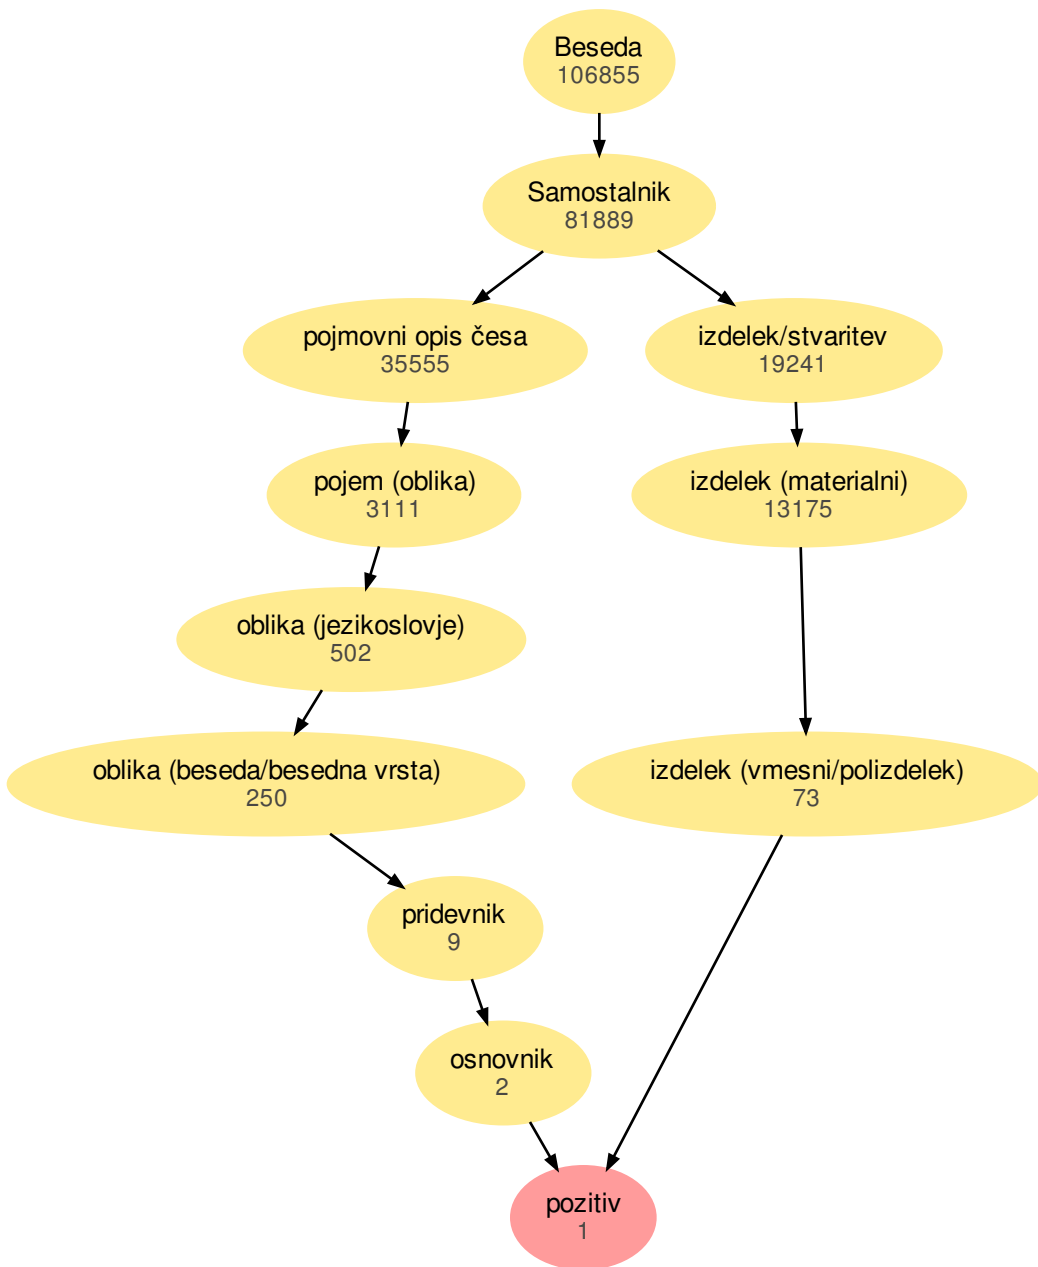 Beseda
106855
Samostalnik
81889
pojmovni opis česa
35555
izdelek/stvaritev
19241
pojem (oblika)
3111
izdelek (materialni)
13175
oblika (jezikoslovje)
502
oblika (beseda/besedna vrsta)
250
izdelek (vmesni/polizdelek)
73
pridevnik
9
osnovnik
2
pozitiv
1